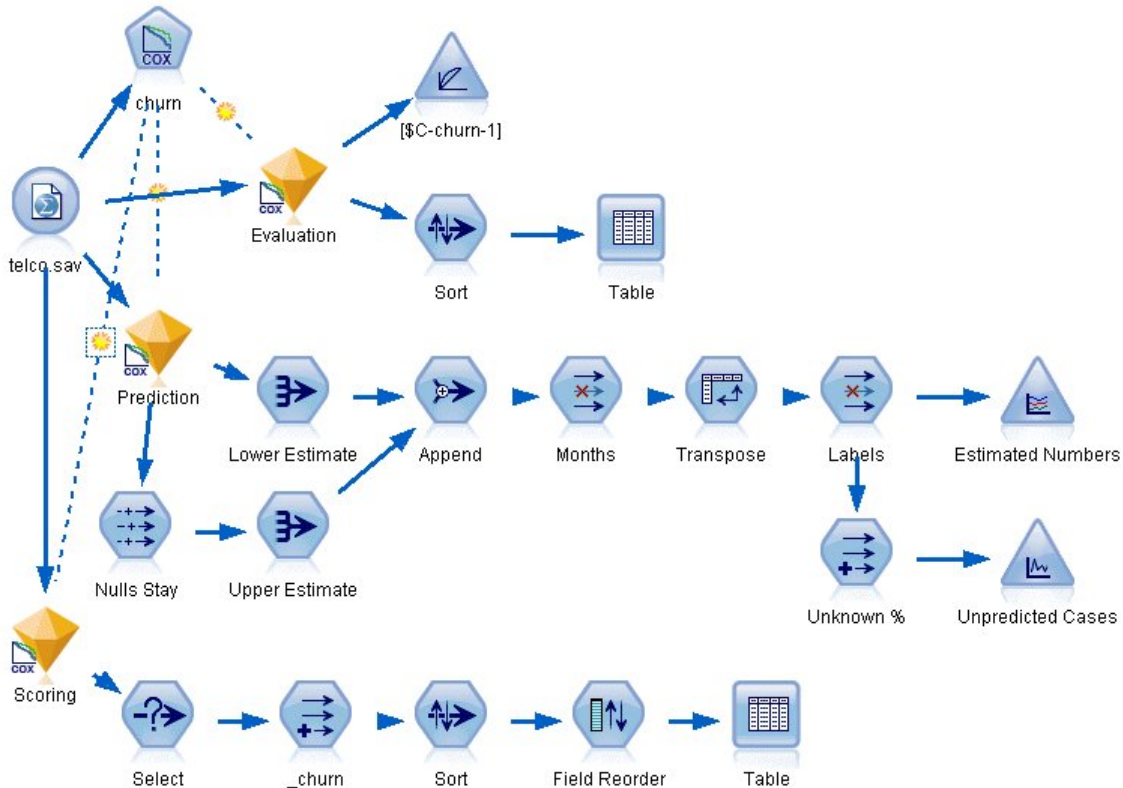 COX
churn
[$C-churn-1]
Σ
telco.sav
COX
Evaluation
Sort
Table
COX
Prediction
Lower Estimate
Append
Months
Transpose
Labels
Estimated Numbers
Nulls Stay
Upper Estimate
Unknown %
Unpredicted Cases
COX
Scoring
?
Select
_churn
Sort
Field Reorder
Table